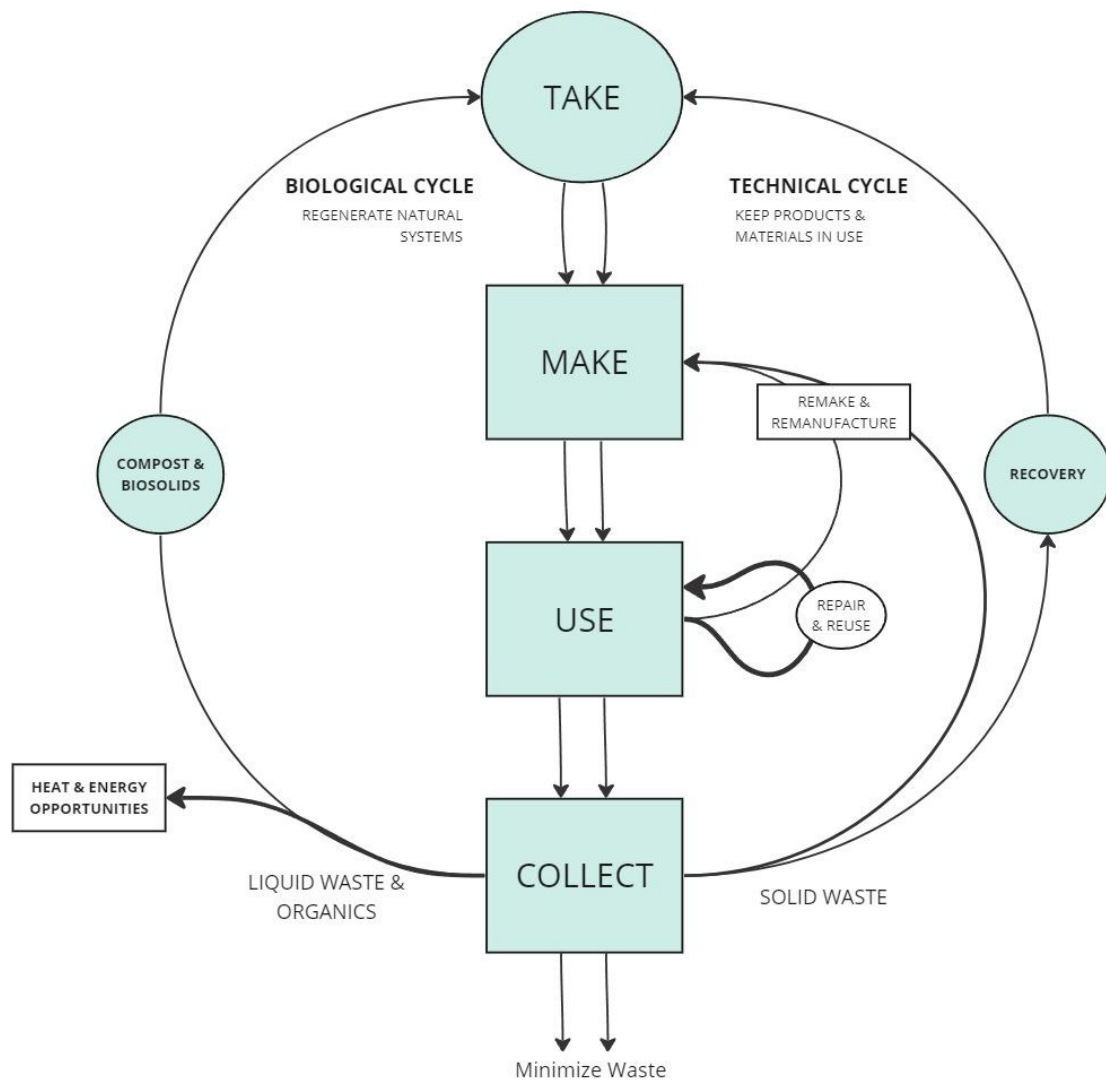 TAKE
BIOLOGICAL CYCLE
REGENERATE NATURAL
SYSTEMS
TECHNICAL CYCLE
KEEP PRODUCTS &
MATERIALS IN USE
MAKE
REMAKE &
REMANUFACTURE
COMPOST &
BIOSOLIDS
RECOVERY
USE
REPAIR
& REUSE
HEAT & ENERGY
OPPORTUNITIES
COLLECT
LIQUID WASTE &
ORGANICS
SOLID WASTE
Minimize Waste